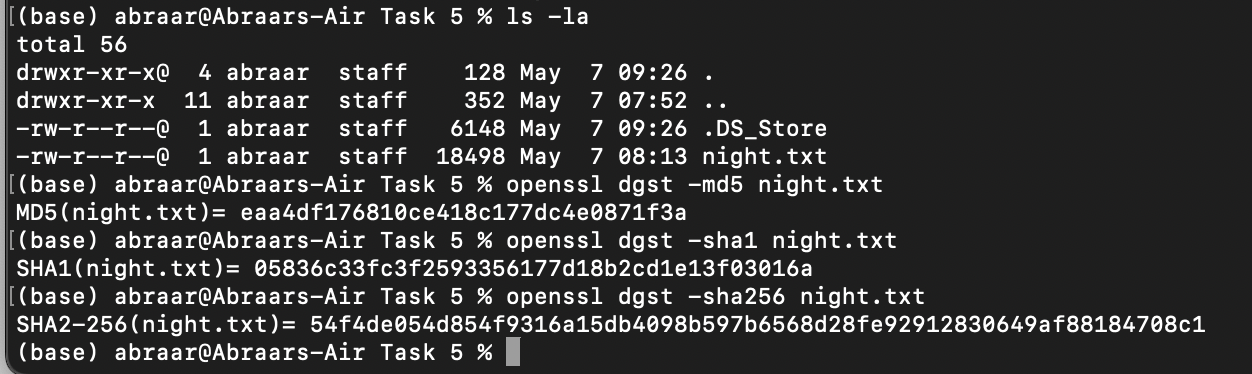 [(base) abraar@Abraars-Air Task 5 % ls -la
total 56
drwxr-xr-x@  4 abraar  staff    128 May  7 09:26 .
drwxr-xr-x  11 abraar  staff    352 May  7 07:52 ..
-rw-r--r--@  1 abraar  staff   6148 May  7 09:26 .DS_Store
-rw-r--r--@  1 abraar  staff  18498 May  7 08:13 night.txt
[(base) abraar@Abraars-Air Task 5 % openssl dgst -md5 night.txt
MD5(night.txt)= eaa4df176810ce418c177dc4e0871f3a
[(base) abraar@Abraars-Air Task 5 % openssl dgst -sha1 night.txt
SHA1(night.txt)= 05836c33fc3f2593356177d18b2cd1e13f03016a
[(base) abraar@Abraars-Air Task 5 % openssl dgst -sha256 night.txt
SHA2-256(night.txt)= 54f4de054d854f9316a15db4098b597b6568d28fe92912830649af88184708c1
(base) abraar@Abraars-Air Task 5 %